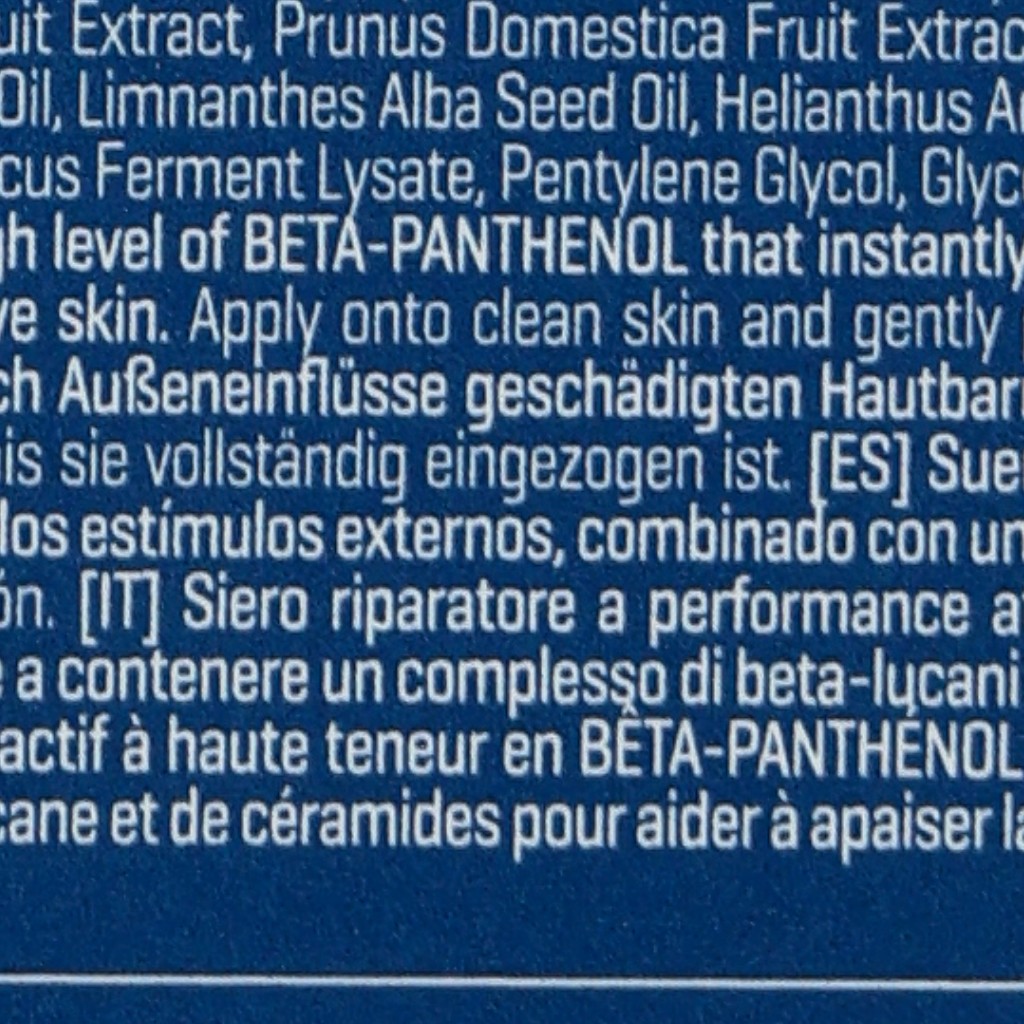 uit Extract, Prunus Domestica Fruit Extrac
Oil, Limnanthes Alba Seed Oil, Helianthus A
cus Ferment Lysate, Pentylene Glycol, Glyc
gh level of BETA-PANTHENOL that instantly
ve skin. Apply onto clean skin and gently
ch Außeneinflüsse geschädigten Hautbar
is sie vollständig eingezogen ist. [ES] Sue
los estímulos externos, combinado con un
ón. [IT] Siero riparatore a performance a
e a contenere un complesso di beta-lucani
actif à haute teneur en BÊTA-PANTHÉNOL
cane et de céramides pour aider à apaiser la